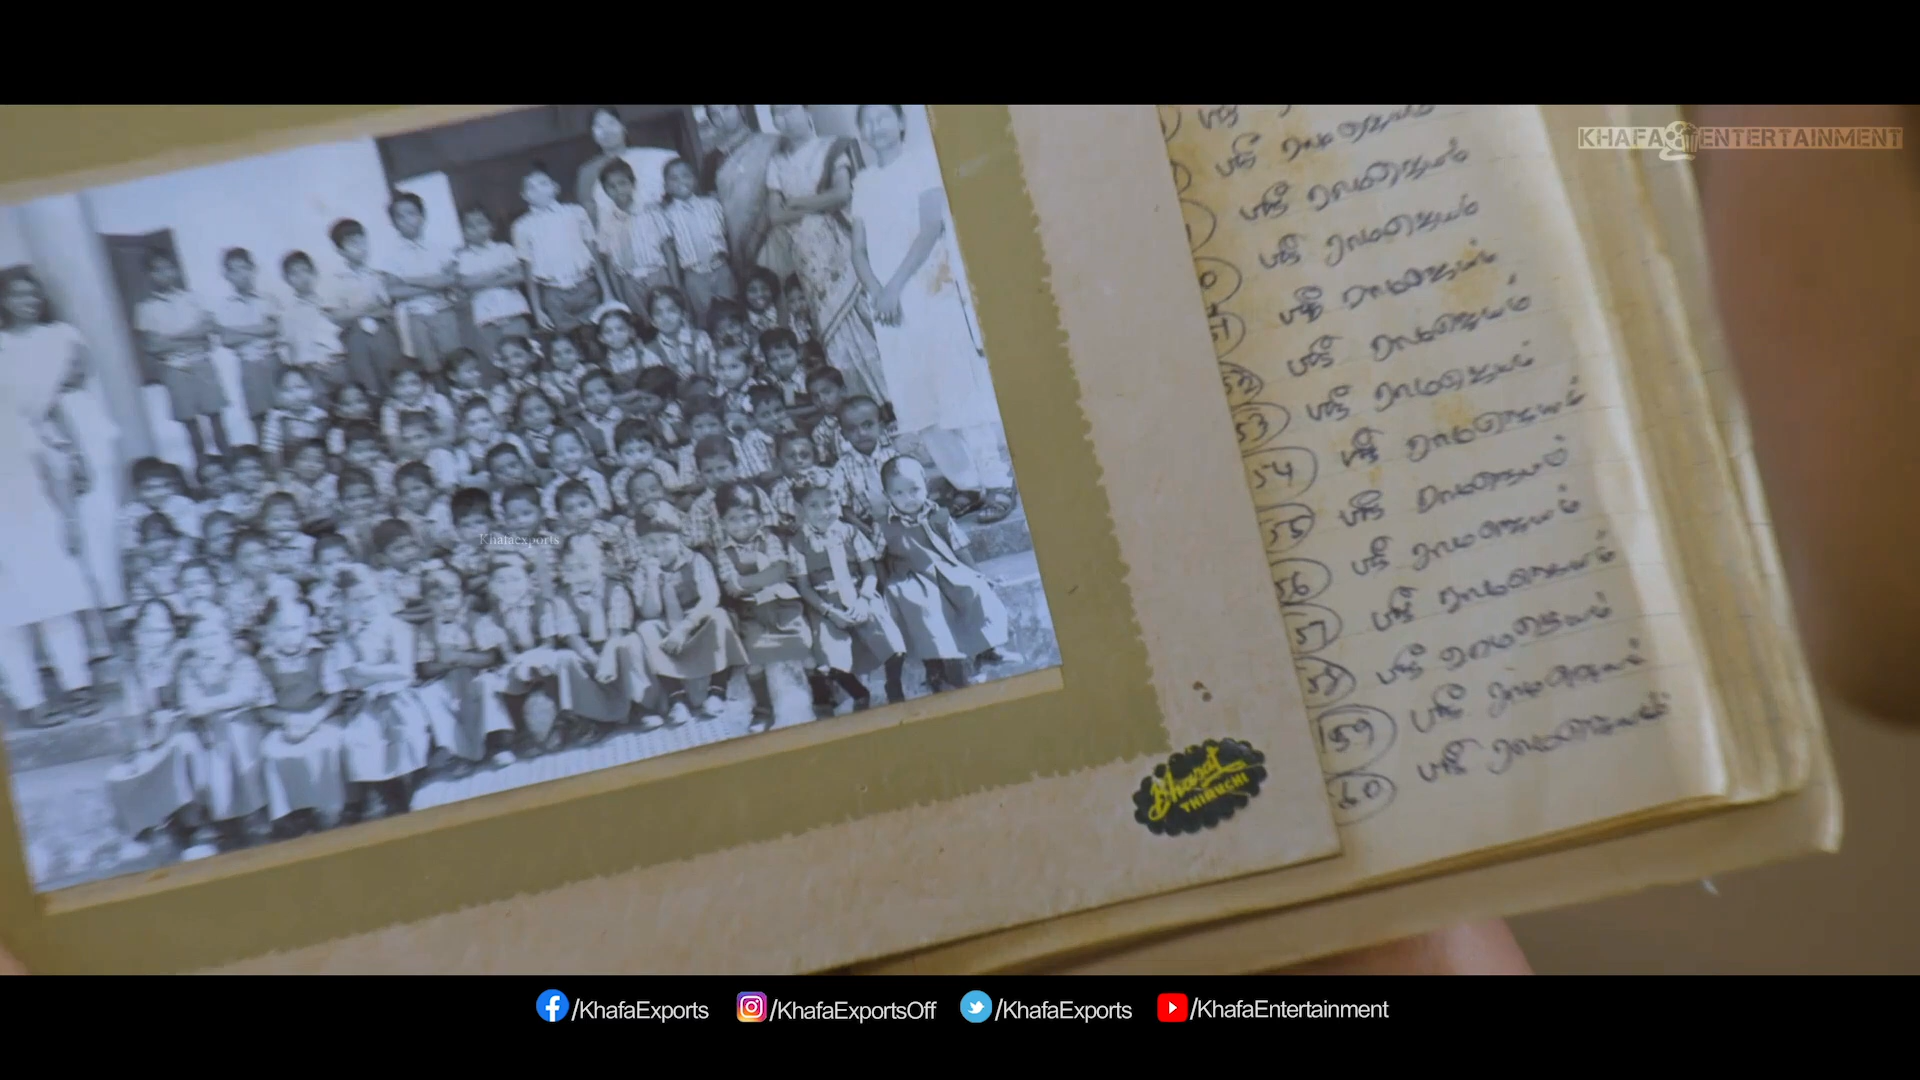 KHAFA ENTERTAINMENT
ஸ்ரீ ராமஜெயம்
ஸ்ரீ ராமஜெயம்
ஸ்ரீ ராமஜெயம்
ஸ்ரீ ராமஜெயம்
ஸ்ரீ ராமஜெயம்
ஸ்ரீ ராமஜெயம்
53 ஸ்ரீ ராமஜெயம்
54 ஸ்ரீ ராமஜெயம்
55 ஸ்ரீ ராமஜெயம்
56 ஸ்ரீ ராமஜெயம்
57 ஸ்ரீ ராமஜெயம்
58 ஸ்ரீ ராமஜெயம்
59 ஸ்ரீ ராமஜெயம்
60 ஸ்ரீ ராமஜெயம்
Khafaexports
Bharat
THIRUCHI
/KhafaExports /KhafaExportsOff /KhafaExports /KhafaEntertainment